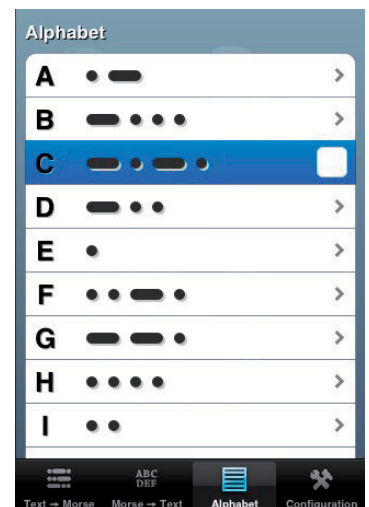 Alphabet
A
B
C
D
E
F
G
H
I
ABC
DEF
Text → Morse Morse → Text Alphabet Configuration